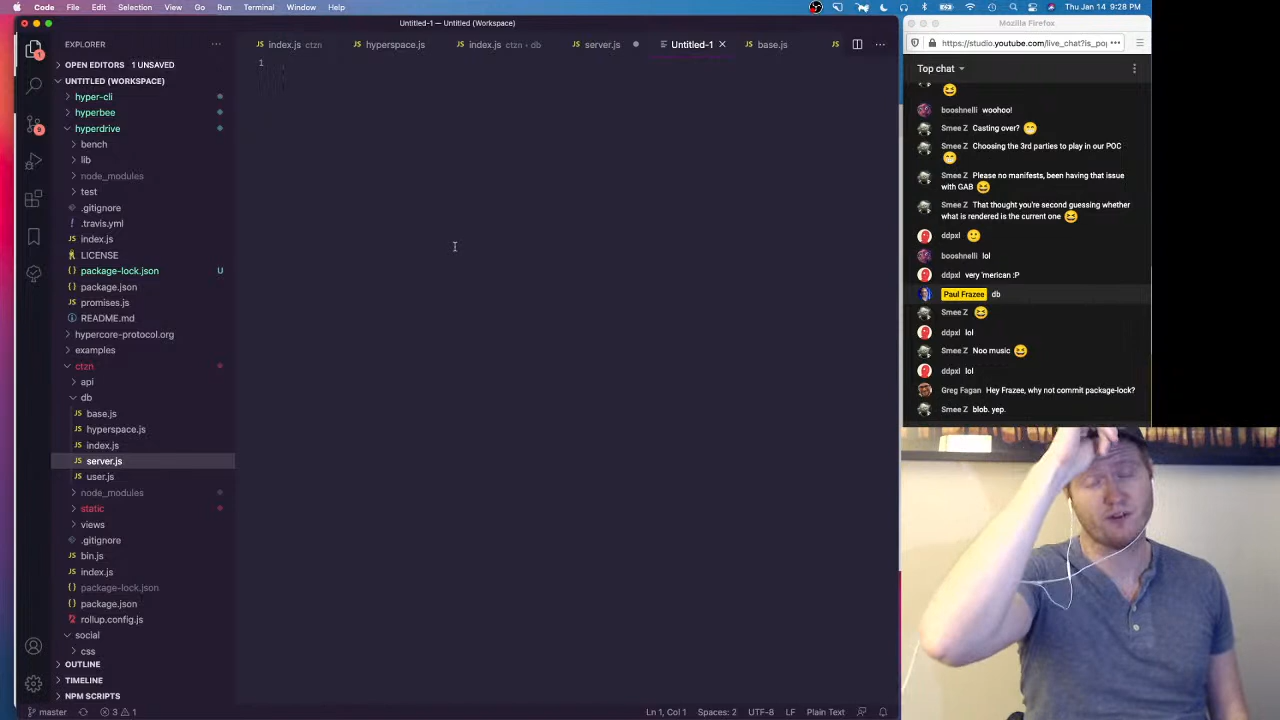 Code File Edit Selection View Go Run Terminal Window Help
Thu Jan 14 9:28 PM
Untitled-1 — Untitled (Workspace)
EXPLORER
index.js ctzn
hyperspace.js
index.js ctzn • db
server.js
Untitled-1
base.js
OPEN EDITORS 1 UNSAVED
UNTITLED (WORKSPACE)
hyper-cli
hyperbee
hyperdrive
bench
lib
node_modules
test
.gitignore
.travis.yml
index.js
LICENSE
package-lock.json U
package.json
promises.js
README.md
hypercore-protocol.org
examples
ctzn
api
db
base.js
hyperspace.js
index.js
server.js
user.js
node_modules
static
views
.gitignore
bin.js
index.js
package-lock.json
package.json
rollup.config.js
social
css
OUTLINE
TIMELINE
NPM SCRIPTS
1
9
1
master 3 1
Ln 1, Col 1 Spaces: 2 UTF-8 LF Plain Text
Mozilla Firefox
https://studio.youtube.com/live_chat?is_po
Top chat
booshnelli woohoo!
Smee Z Casting over? 😁
Smee Z Choosing the 3rd parties to play in our POC
😁
Smee Z Please no manifests, been having that issue
with GAB 😆
Smee Z That thought you're second guessing whether
what is rendered is the current one 😆
ddpxl 🙂
booshnelli lol
ddpxl very 'merican :P
Paul Frazee db
Smee Z 😆
ddpxl lol
Smee Z Noo music 😆
ddpxl lol
Greg Fagan Hey Frazee, why not commit package-lock?
Smee Z blob. yep.